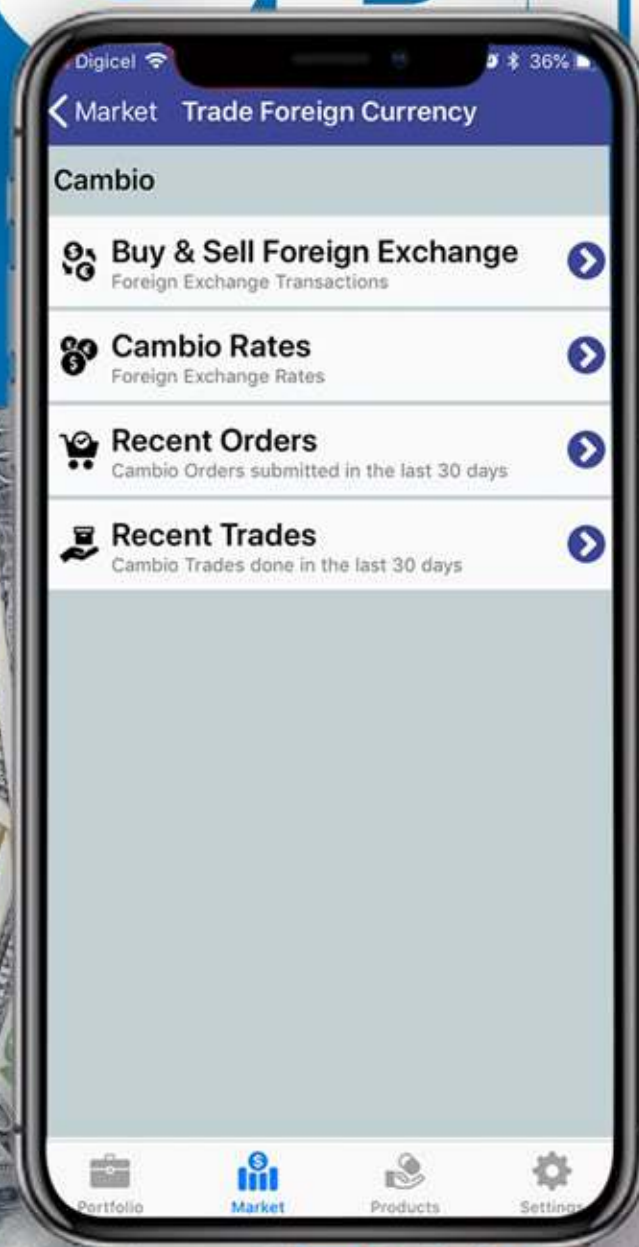 Digicel 36%
Market Trade Foreign Currency
Cambio
Buy & Sell Foreign Exchange
Foreign Exchange Transactions
Cambio Rates
Foreign Exchange Rates
Recent Orders
Cambio Orders submitted in the last 30 days
Recent Trades
Cambio Trades done in the last 30 days
Portfolio Market Products Settings